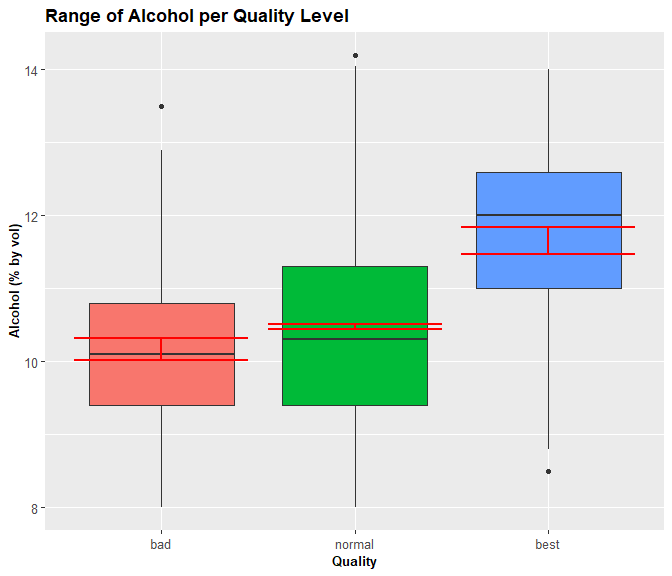 Range of Alcohol per Quality Level
Alcohol (% by vol)
14
12
10
8
bad normal best
Quality